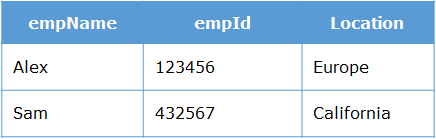 empName empId Location
Alex 123456 Europe
Sam 432567 California